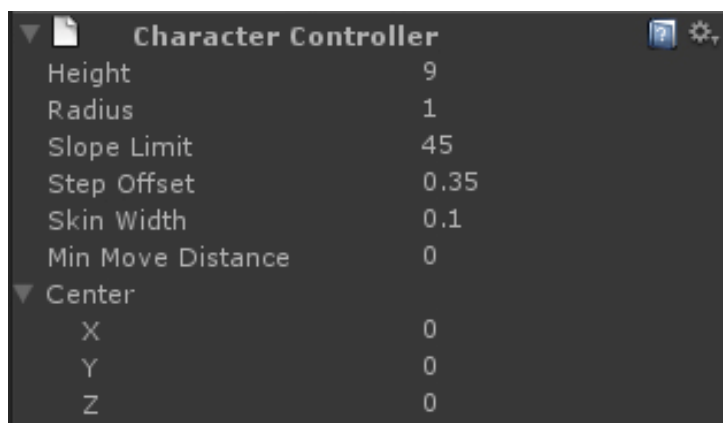 Character Controller ?
Height 9
Radius 1
Slope Limit 45
Step Offset 0.35
Skin Width 0.1
Min Move Distance 0
Center
X 0
Y 0
Z 0